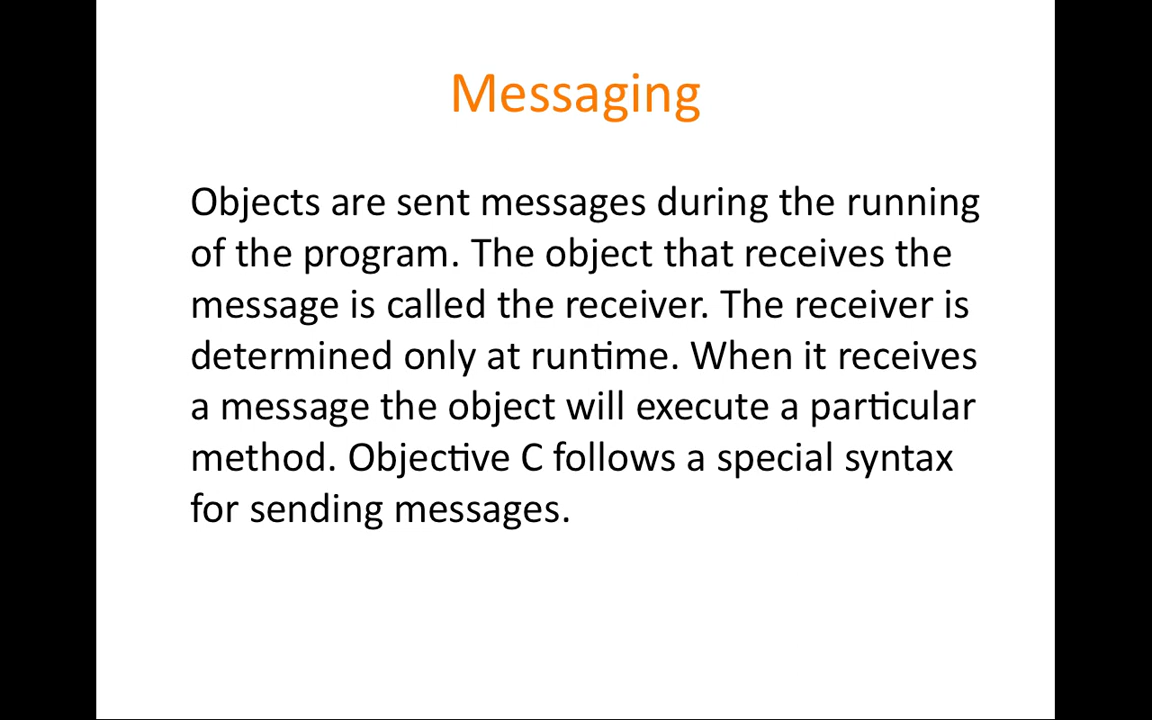 Messaging
Objects are sent messages during the running
of the program. The object that receives the
message is called the receiver. The receiver is
determined only at runtime. When it receives
a message the object will execute a particular
method. Objective C follows a special syntax
for sending messages.